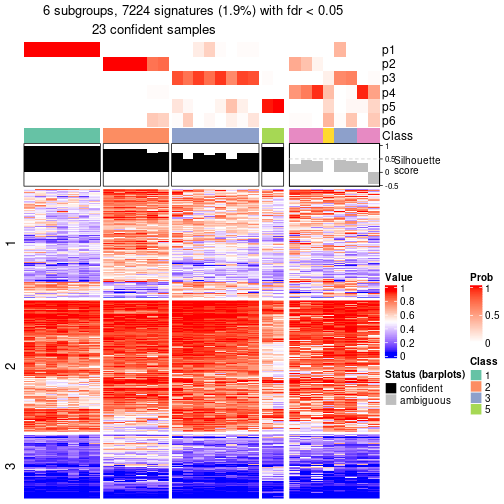 6 subgroups, 7224 signatures (1.9%) with fdr < 0.05
23 confident samples
p1
p2
p3
p4
p5
p6
Class
1
0.5
0
-0.5
Silhouette
score
1
2
3
Value
1
0.8
0.6
0.4
0.2
0
Prob
1
0.5
0
Status (barplots)
confident
ambiguous
Class
1
2
3
5